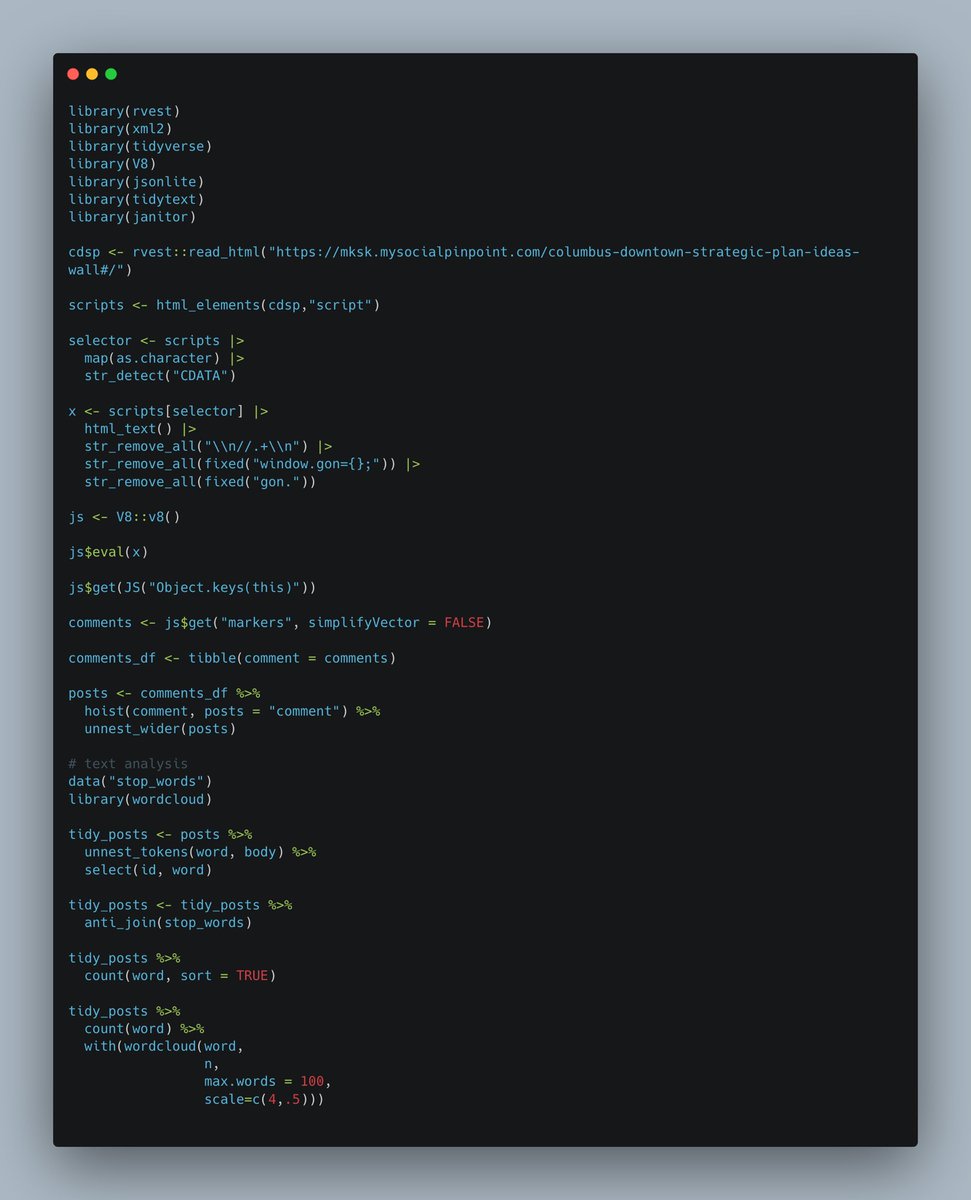 library(rvest)
library(xml2)
library(tidyverse)
library(V8)
library(jsonlite)
library(tidytext)
library(janitor)

cdsp <- rvest::read_html("https://mksk.mysocialpinpoint.com/columbus-downtown-strategic-plan-ideas-
wall#/")

scripts <- html_elements(cdsp,"script")

selector <- scripts |>
  map(as.character) |>
  str_detect("CDATA")

x <- scripts[selector] |>
  html_text() |>
  str_remove_all("\\n//.+\\n") |>
  str_remove_all(fixed("window.gon={};")) |>
  str_remove_all(fixed("gon."))

js <- V8::v8()

js$eval(x)

js$get(JS("Object.keys(this)"))

comments <- js$get("markers", simplifyVector = FALSE)

comments_df <- tibble(comment = comments)

posts <- comments_df %>%
  hoist(comment, posts = "comment") %>%
  unnest_wider(posts)

# text analysis
data("stop_words")
library(wordcloud)

tidy_posts <- posts %>%
  unnest_tokens(word, body) %>%
  select(id, word)

tidy_posts <- tidy_posts %>%
  anti_join(stop_words)

tidy_posts %>%
  count(word, sort = TRUE)

tidy_posts %>%
  count(word) %>%
  with(wordcloud(word,
                 n,
                 max.words = 100,
                 scale=c(4,.5)))